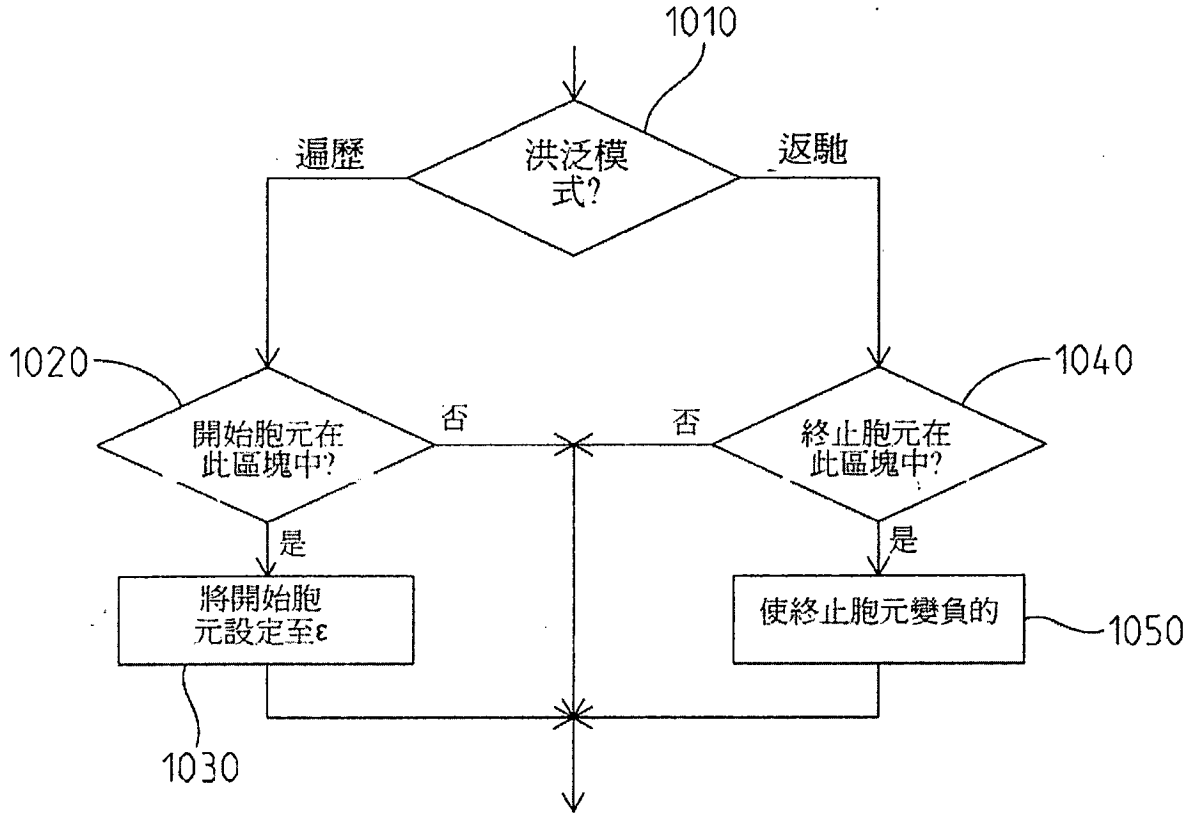 1010
遍歷
洪泛模
式?
返馳
1020
1040
開始胞元在
此區塊中?
否
否
終止胞元在
此區塊中?
是
是
將開始胞
元設定至ε
使終止胞元變負的
1050
1030